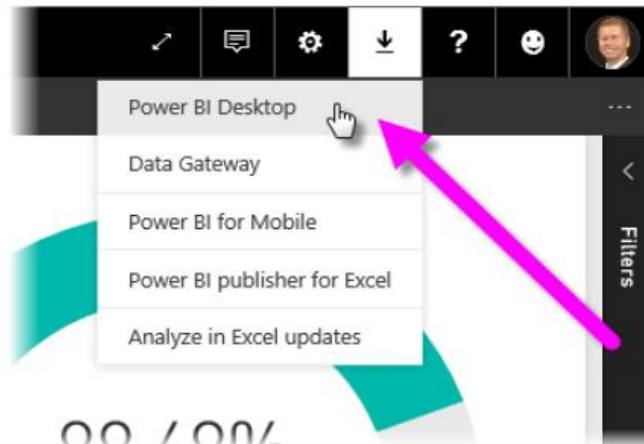 ?
Power BI Desktop
Data Gateway
Power BI for Mobile
Power BI publisher for Excel
Analyze in Excel updates
Filters